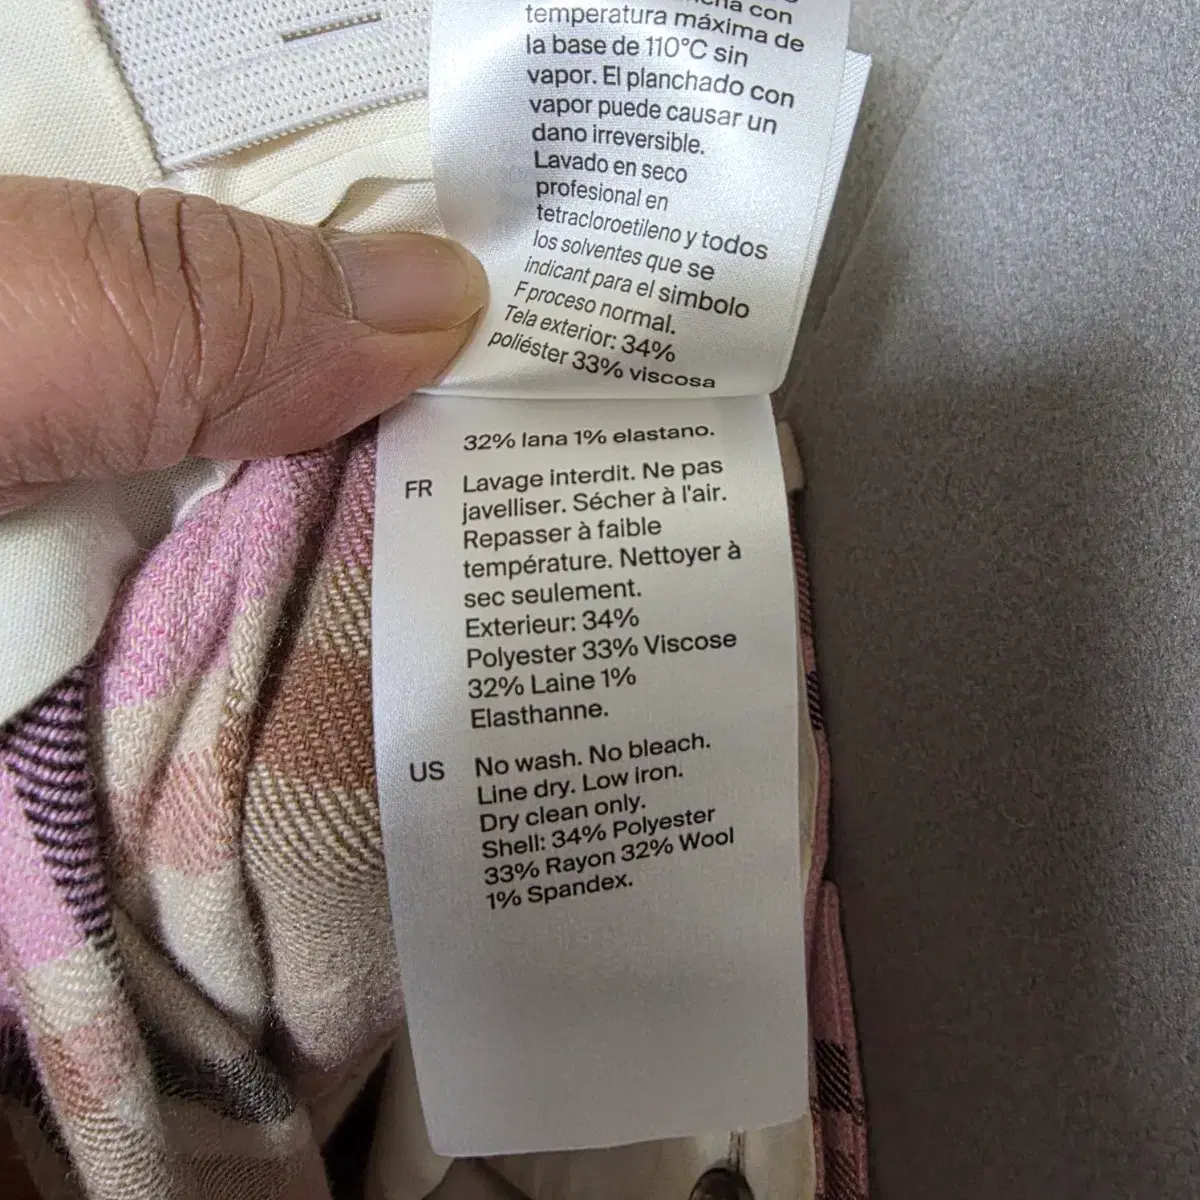 con
temperatura máxima de
la base de 110°C sin
vapor. El planchado con
vapor puede causar un
dano irreversible.
Lavado en seco
profesional en
tetracloroetileno y todos
los solventes que se
indicant para el simbolo
F proceso normal.
Tela exterior: 34%
poliéster 33% viscosa
32% lana 1% elastano.
FR Lavage interdit. Ne pas
javelliser. Sécher à l'air.
Repasser à faible
température. Nettoyer à
sec seulement.
Exterieur: 34%
Polyester 33% Viscose
32% Laine 1%
Elasthanne.
US No wash. No bleach.
Line dry. Low iron.
Dry clean only.
Shell: 34% Polyester
33% Rayon 32% Wool
1% Spandex.